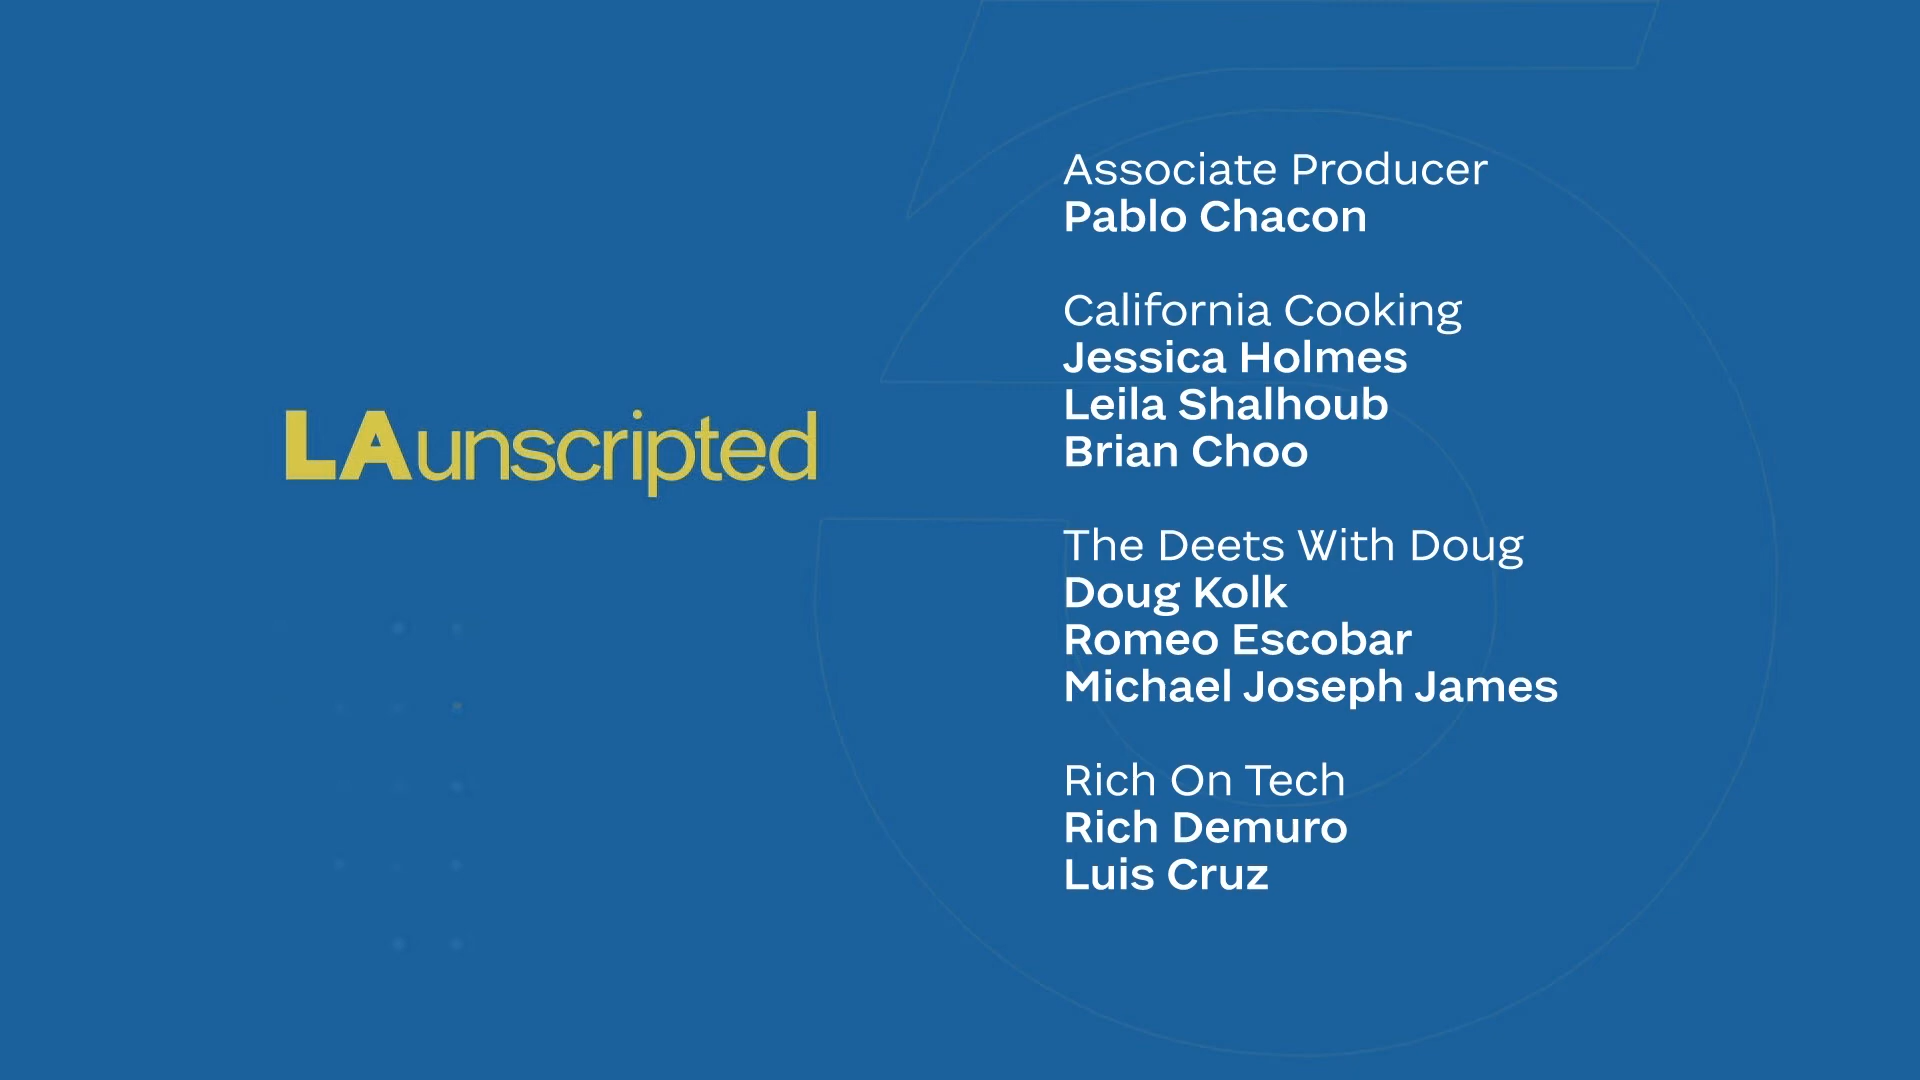 LAunscripted
Associate Producer
Pablo Chacon
California Cooking
Jessica Holmes
Leila Shalhoub
Brian Choo
The Deets With Doug
Doug Kolk
Romeo Escobar
Michael Joseph James
Rich On Tech
Rich Demuro
Luis Cruz